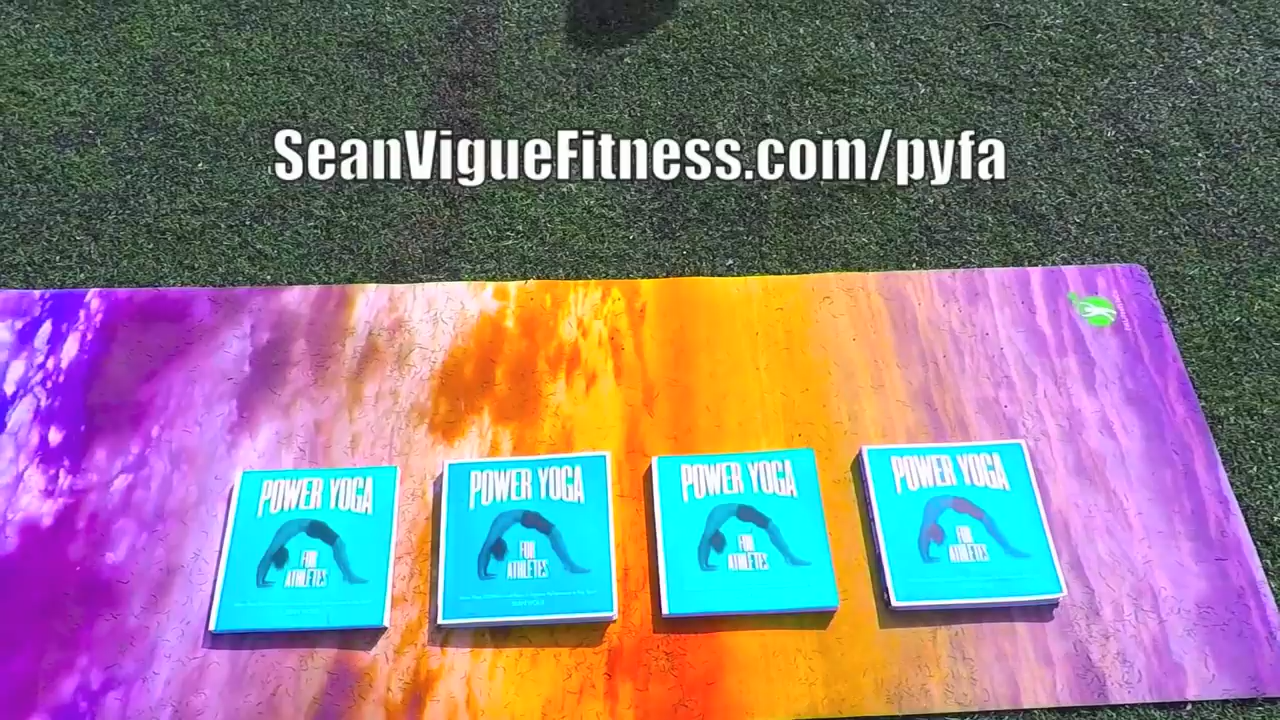 SeanVigueFitness.com/pyfa
POWER YOGA
FOR
ATHLETES
POWER YOGA
FOR
ATHLETES
POWER YOGA
FOR
ATHLETES
POWER YOGA
FOR
ATHLETES